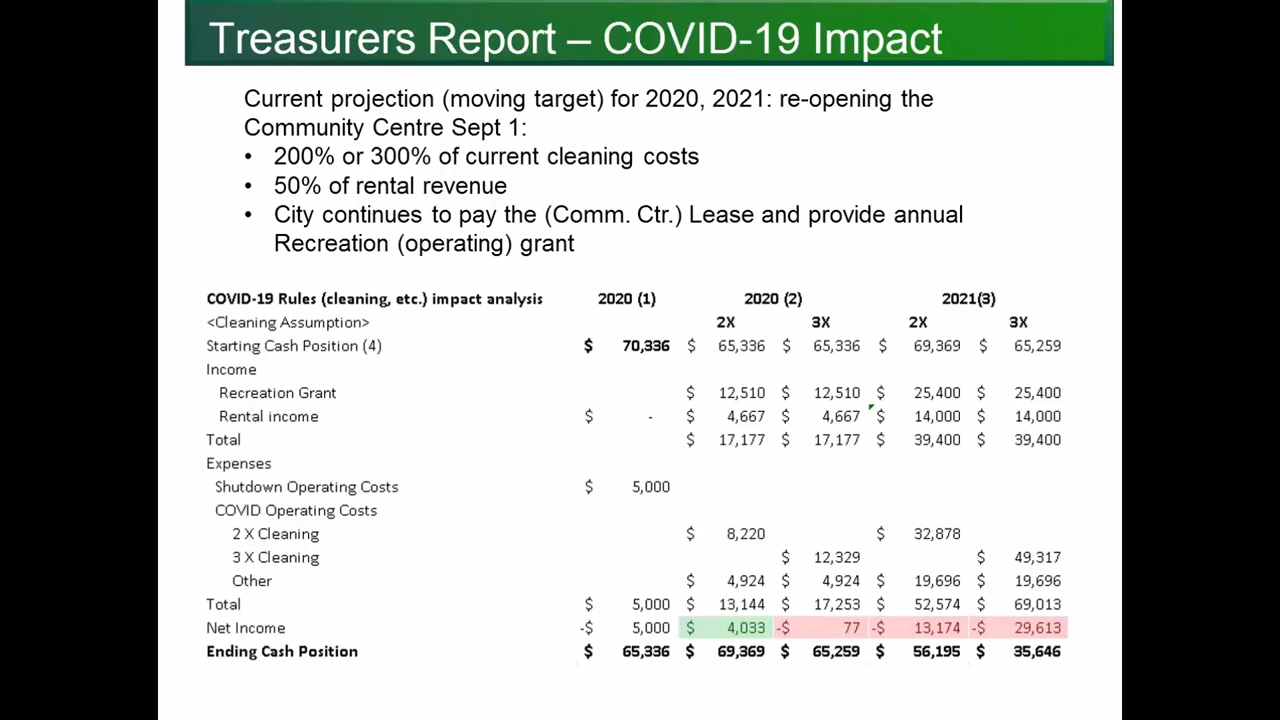 Treasurers Report – COVID-19 Impact
Current projection (moving target) for 2020, 2021: re-opening the
Community Centre Sept 1:
• 200% or 300% of current cleaning costs
• 50% of rental revenue
• City continues to pay the (Comm. Ctr.) Lease and provide annual
Recreation (operating) grant
COVID-19 Rules (cleaning, etc.) impact analysis 2020 (1) 2020 (2) 2021(3)
<Cleaning Assumption> 2X 3X 2X 3X
Starting Cash Position (4) $ 70,336 $ 65,336 $ 65,336 $ 69,369 $ 65,259
Income
Recreation Grant $ 12,510 $ 12,510 $ 25,400 $ 25,400
Rental income $ - $ 4,667 $ 4,667 $ 14,000 $ 14,000
Total $ 17,177 $ 17,177 $ 39,400 $ 39,400
Expenses
Shutdown Operating Costs $ 5,000
COVID Operating Costs
2 X Cleaning $ 8,220 $ 32,878
3 X Cleaning $ 12,329 $ 49,317
Other $ 4,924 $ 4,924 $ 19,696 $ 19,696
Total $ 5,000 $ 13,144 $ 17,253 $ 52,574 $ 69,013
Net Income -$ 5,000 $ 4,033 -$ 77 -$ 13,174 -$ 29,613
Ending Cash Position $ 65,336 $ 69,369 $ 65,259 $ 56,195 $ 35,646